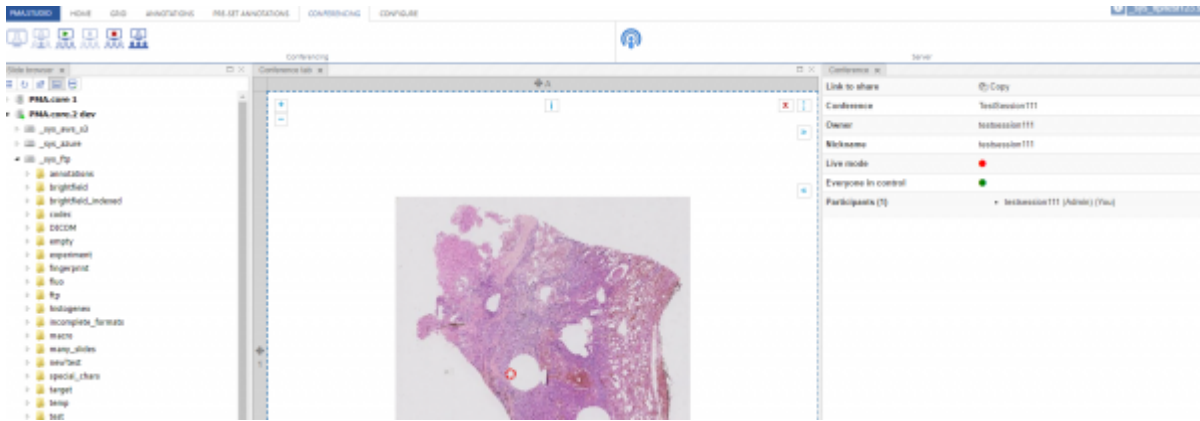 PMA.STUDIO HOME GRID ANNOTATIONS PRE-SET ANNOTATIONS CONFERENCING CONFIGURE
Conferencing Server
Slide browser Conference tab Conference
Link to share Copy
PMA.core 1
Conference TestSession111
PMA.core.2 dev
_sys_aws_s3
Owner testsession111
_sys_azure
Nickname testsession111
_sys_ftp
Live mode
annotations
brightfield
Everyone in control
brightfield_indexed
Participants (1) testsession111 (Admin) (You)
codec
DICOM
empty
experiment
fingerprint
fluo
ftp
histogenes
incomplete_formats
macro
many_slides
newTest
special_chars
target
temp
test